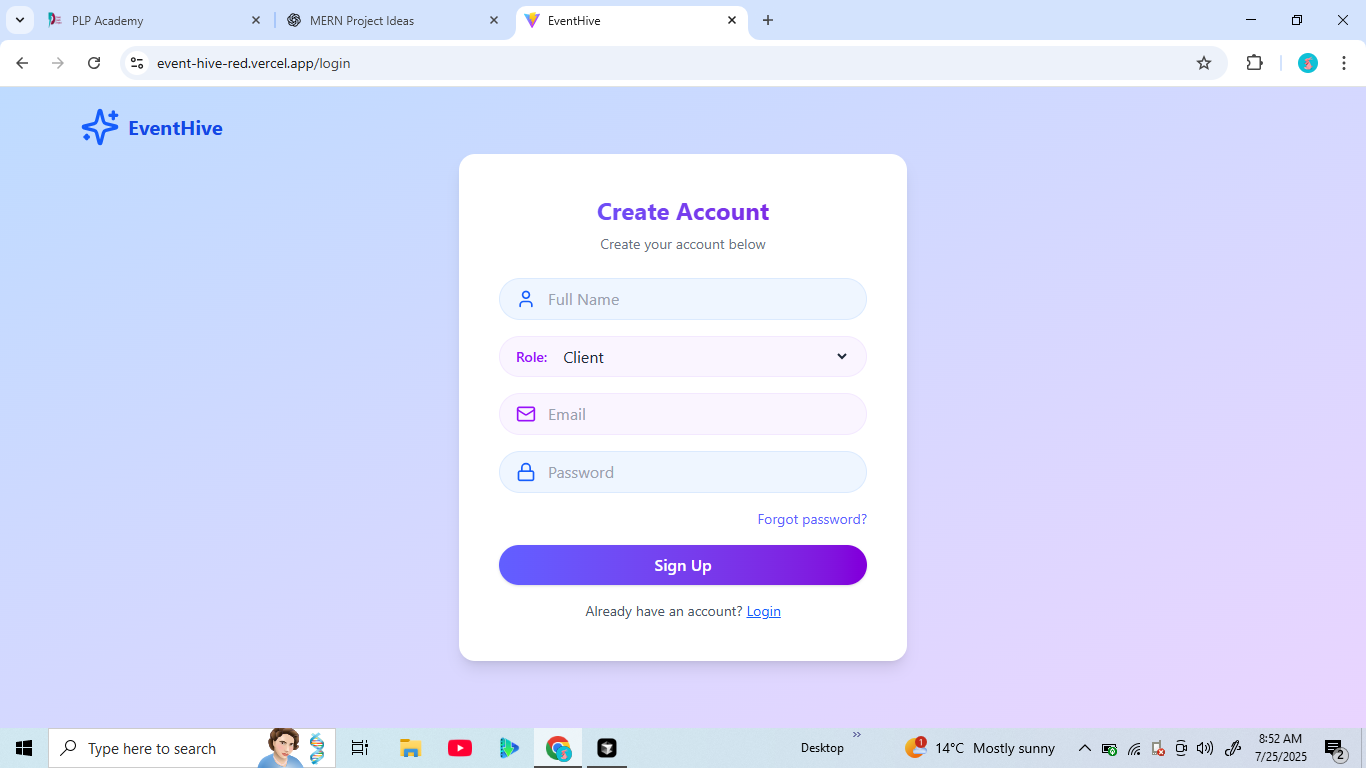 PLP Academy
MERN Project Ideas
EventHive
event-hive-red.vercel.app/login
EventHive
Create Account
Create your account below
Full Name
Role: Client
Email
Password
Forgot password?
Sign Up
Already have an account? Login
Type here to search
Desktop
1
14°C Mostly sunny
8:52 AM
7/25/2025
2